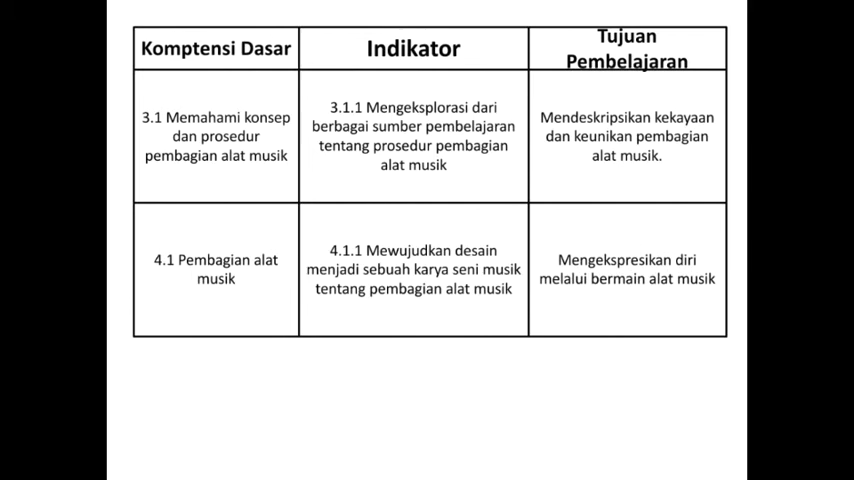 Komptensi Dasar
Indikator
Tujuan
Pembelajaran
3.1 Memahami konsep
dan prosedur
pembagian alat musik
3.1.1 Mengeksplorasi dari
berbagai sumber pembelajaran
tentang prosedur pembagian
alat musik
Mendeskripsikan kekayaan
dan keunikan pembagian
alat musik.
4.1 Pembagian alat
musik
4.1.1 Mewujudkan desain
menjadi sebuah karya seni musik
tentang pembagian alat musik
Mengekspresikan diri
melalui bermain alat musik